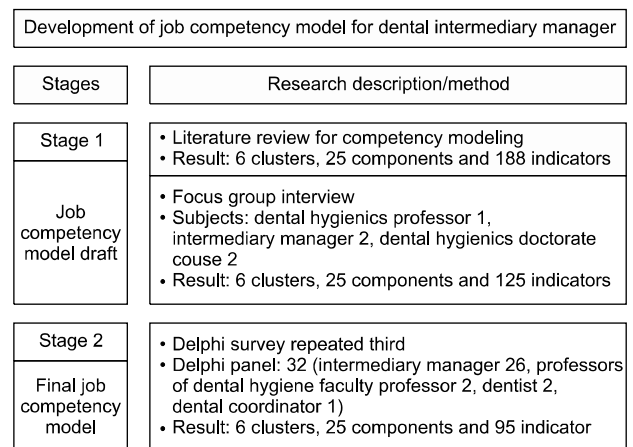 Development of job competency model for dental intermediary manager
Stages
Research description/method
Stage 1
Job
competency
model draft
• Literature review for competency modeling
• Result: 6 clusters, 25 components and 188 indicators
• Focus group interview
• Subjects: dental hygienics professor 1,
intermediary manager 2, dental hygienics doctorate
couse 2
• Result: 6 clusters, 25 components and 125 indicators
Stage 2
Final job
competency
model
• Delphi survey repeated third
• Delphi panel: 32 (intermediary manager 26, professors
of dental hygiene faculty professor 2, dentist 2,
dental coordinator 1)
• Result: 6 clusters, 25 components and 95 indicator